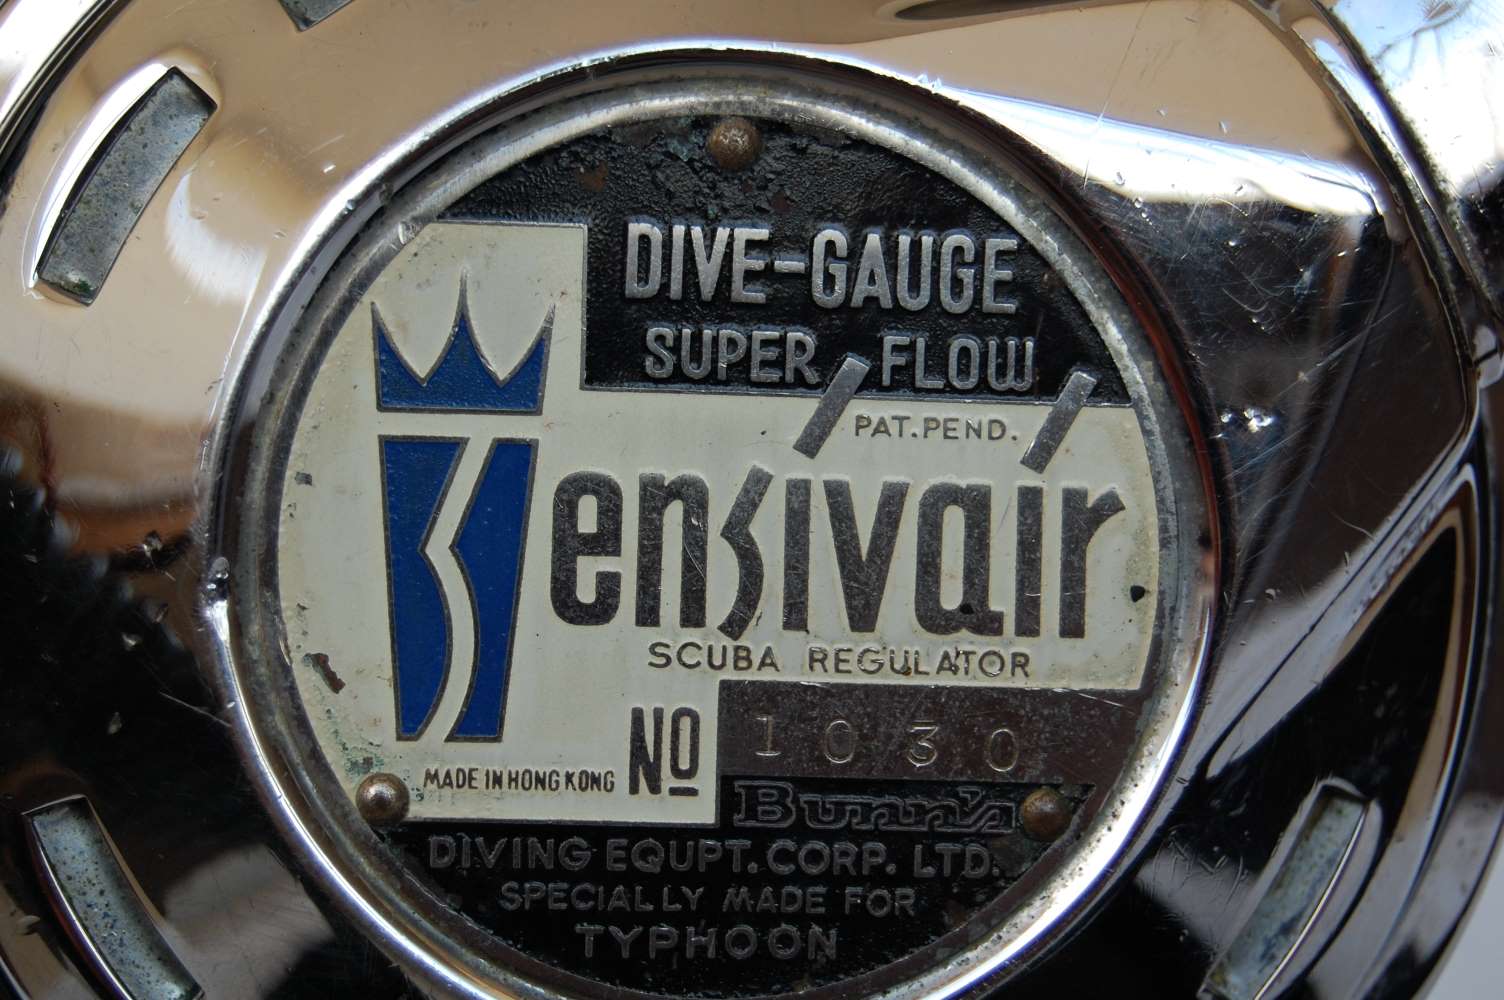 DIVE-GAUGE
SUPER FLOW
PAT.PEND.
Sensivair
SCUBA REGULATOR
No 1030
MADE IN HONG KONG
Bunn's
DIVING EQUPT. CORP. LTD.
SPECIALLY MADE FOR
TYPHOON